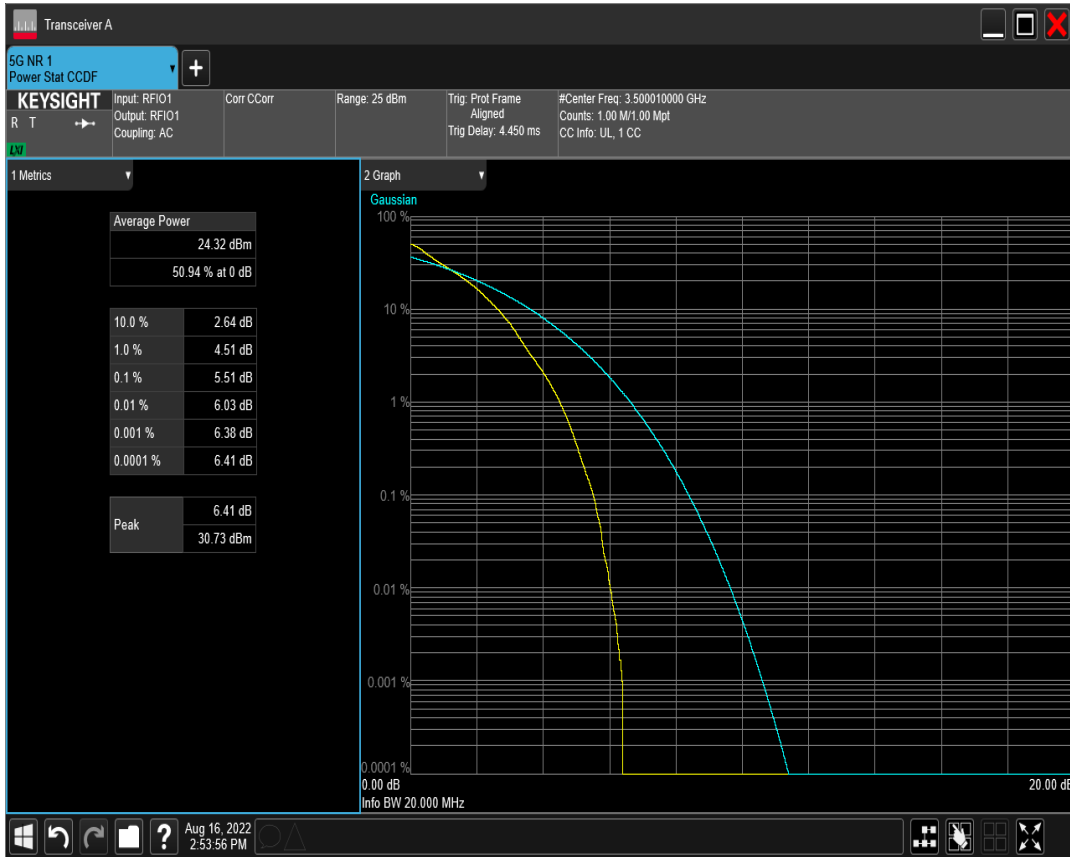 Transceiver A
5G NR 1
Power Stat CCDF
+
KEYSIGHT
R T
LXI
Input: RFIO1
Output: RFIO1
Coupling: AC
Corr CCorr
Range: 25 dBm
Trig: Prot Frame
Aligned
Trig Delay: 4.450 ms
#Center Freq: 3.500010000 GHz
Counts: 1.00 M/1.00 Mpt
CC Info: UL, 1 CC
1 Metrics
Average Power
24.32 dBm
50.94 % at 0 dB
10.0 % 2.64 dB
1.0 % 4.51 dB
0.1 % 5.51 dB
0.01 % 6.03 dB
0.001 % 6.38 dB
0.0001 % 6.41 dB
Peak 6.41 dB
30.73 dBm
2 Graph
Gaussian
100 %
10 %
1 %
0.1 %
0.01 %
0.001 %
0.0001 %
0.00 dB 20.00 dB
Info BW 20.000 MHz
?
Aug 16, 2022
2:53:56 PM